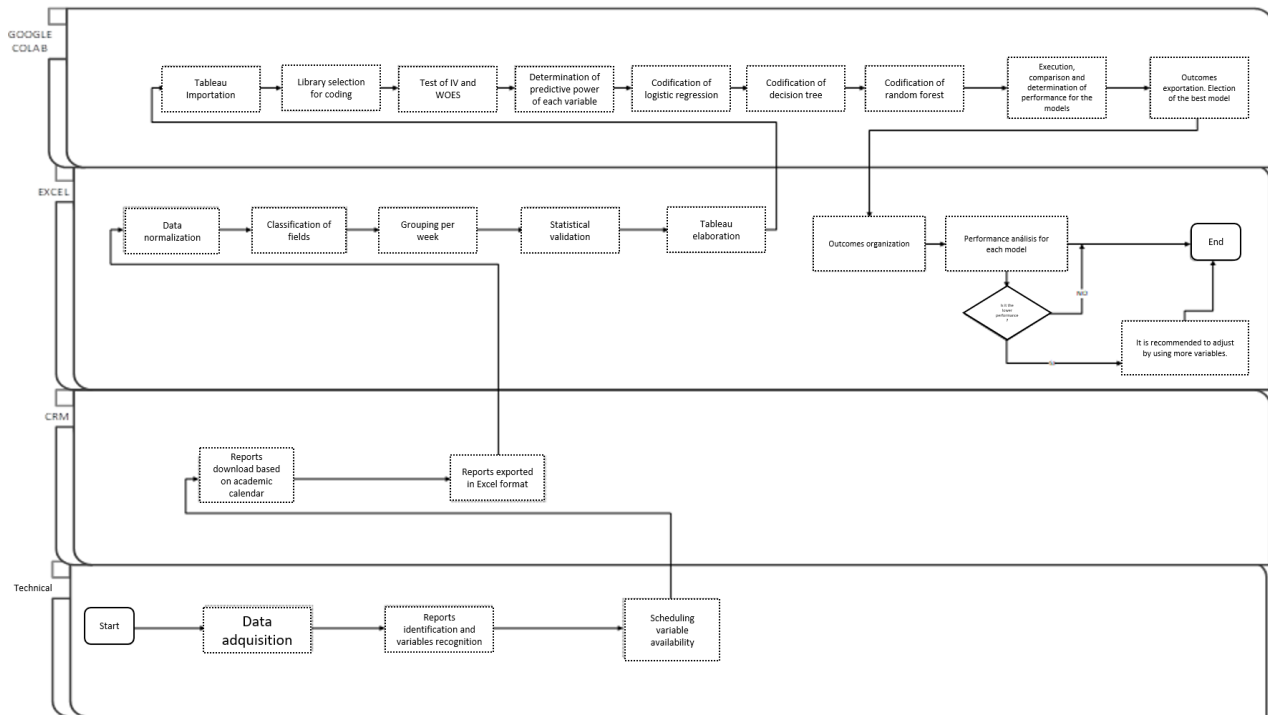 GOOGLE
COLAB
Tableau
Importation
Library selection
for coding
Test of IV and
WOES
Determination of
predictive power
of each variable
Codification of
logistic regression
Codification of
decision tree
Codification of
random forest
Execution,
comparison and
determination of
performance for the
models
Outcomes
exportation. Election
of the best model
EXCEL
Data
normalization
Classification of
fields
Grouping per
week
Statistical
validation
Tableau
elaboration
Outcomes organization
Performance análisis for
each model
End
Is it the
lower
performance
?
NO
It is recommended to adjust
by using more variables.
CRM
Reports
download based
on academic
calendar
Reports exported
in Excel format
Technical
Start
Data
adquisition
Reports
identification and
variables recognition
Scheduling
variable
availability